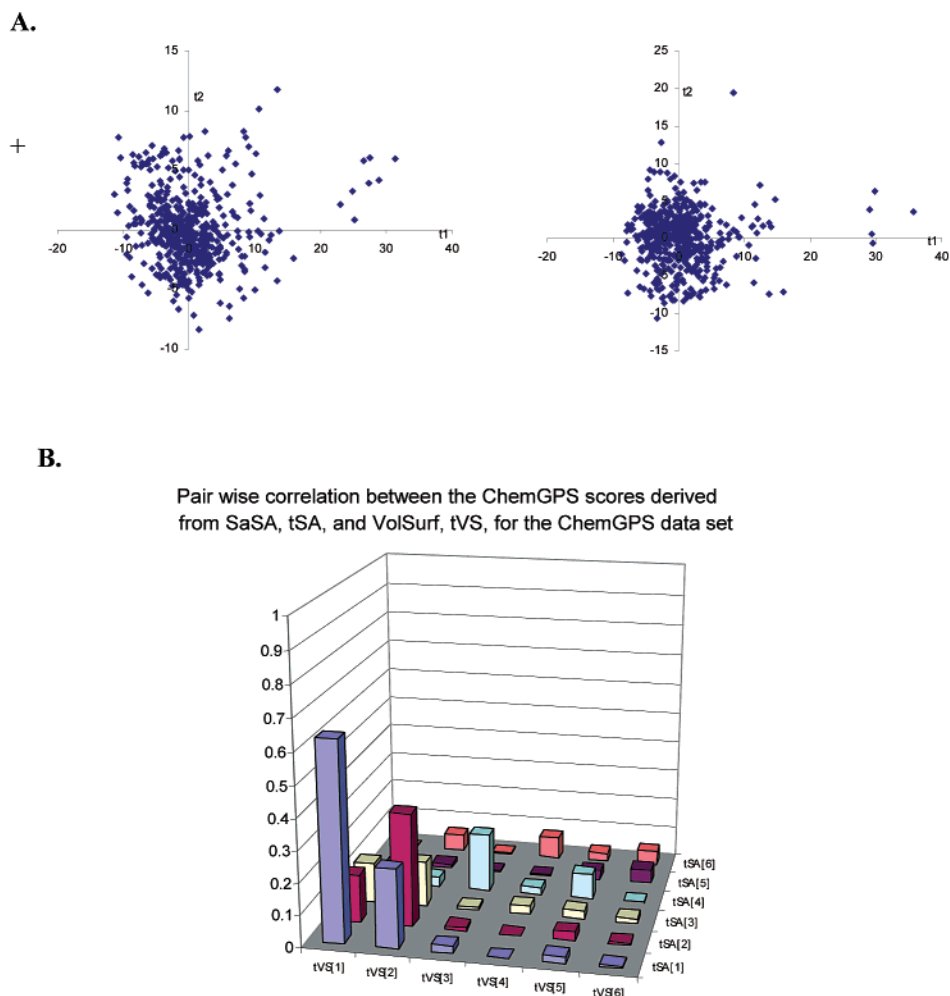 A.
15
t2
10
5
0
t1
-20
-10
0
10
20
30
40
-5
-10
+
25
t2
20
15
10
5
0
t1
-20
-10
0
10
20
30
40
-5
-10
-15
B.
Pair wise correlation between the ChemGPS scores derived
from SaSA, tSA, and VolSurf, tVS, for the ChemGPS data set
1
0.9
0.8
0.7
0.6
0.5
0.4
0.3
0.2
0.1
0
tVS[1]
tVS[2]
tVS[3]
tVS[4]
tVS[5]
tVS[6]
tSA[6]
tSA[5]
tSA[4]
tSA[3]
tSA[2]
tSA[1]